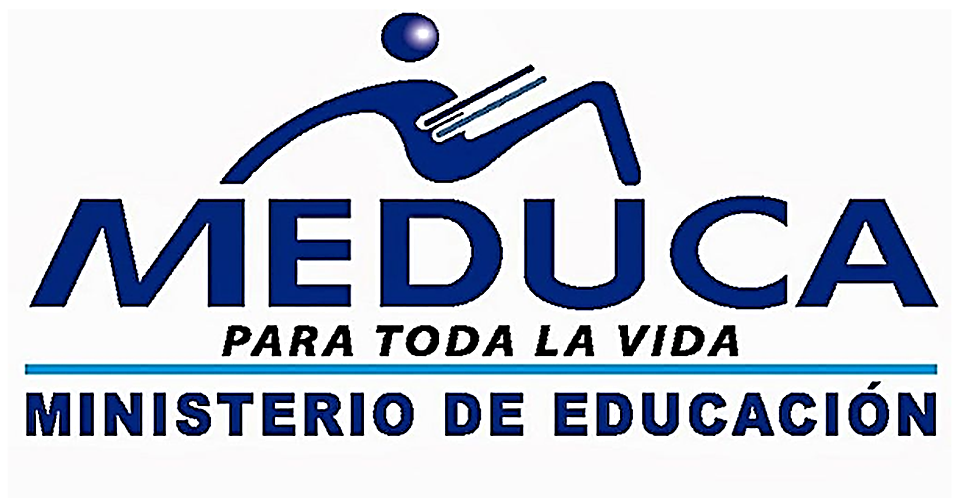 MEDUCA
PARA TODA LA VIDA
MINISTERIO DE EDUCACIÓN